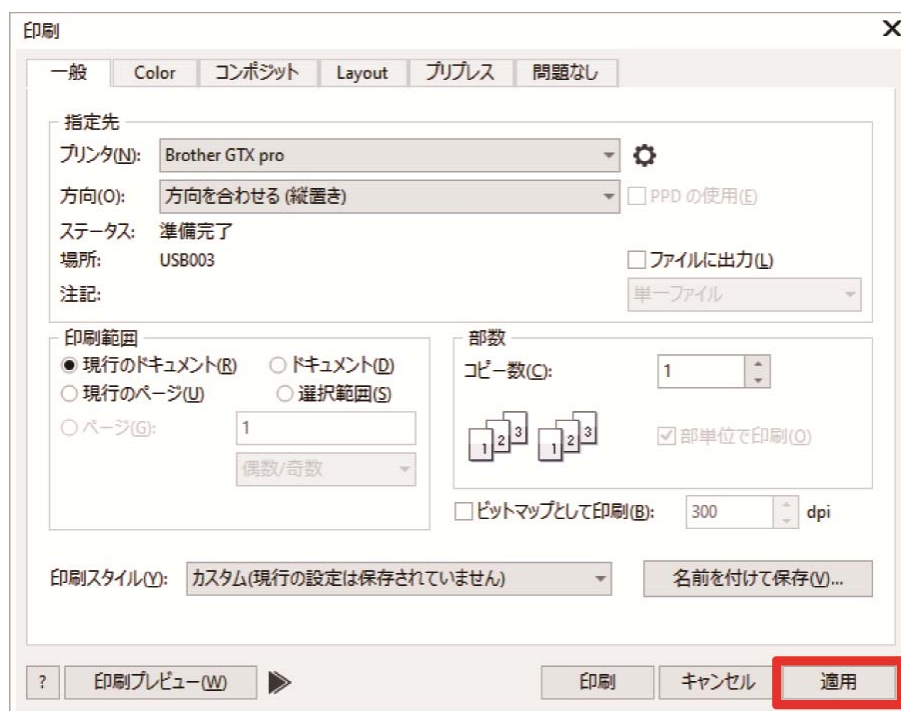 印刷
一般 Color コンポジット Layout プリプレス 問題なし
指定先
プリンタ(N): Brother GTX pro
方向(O): 方向を合わせる (縦置き) PPD の使用(E)
ステータス: 準備完了
場所: USB003 ファイルに出力(L)
注記: 単一ファイル
印刷範囲
現行のドキュメント(R) ドキュメント(D)
現行のページ(U) 選択範囲(S)
ページ(G): 1
偶数/奇数
部数
コピー数(C): 1
1 2 3 1 2 3 部単位で印刷(O)
ビットマップとして印刷(B): 300 dpi
印刷スタイル(Y): カスタム(現行の設定は保存されていません) 名前を付けて保存(V)...
? 印刷プレビュー(W) 印刷 キャンセル 適用